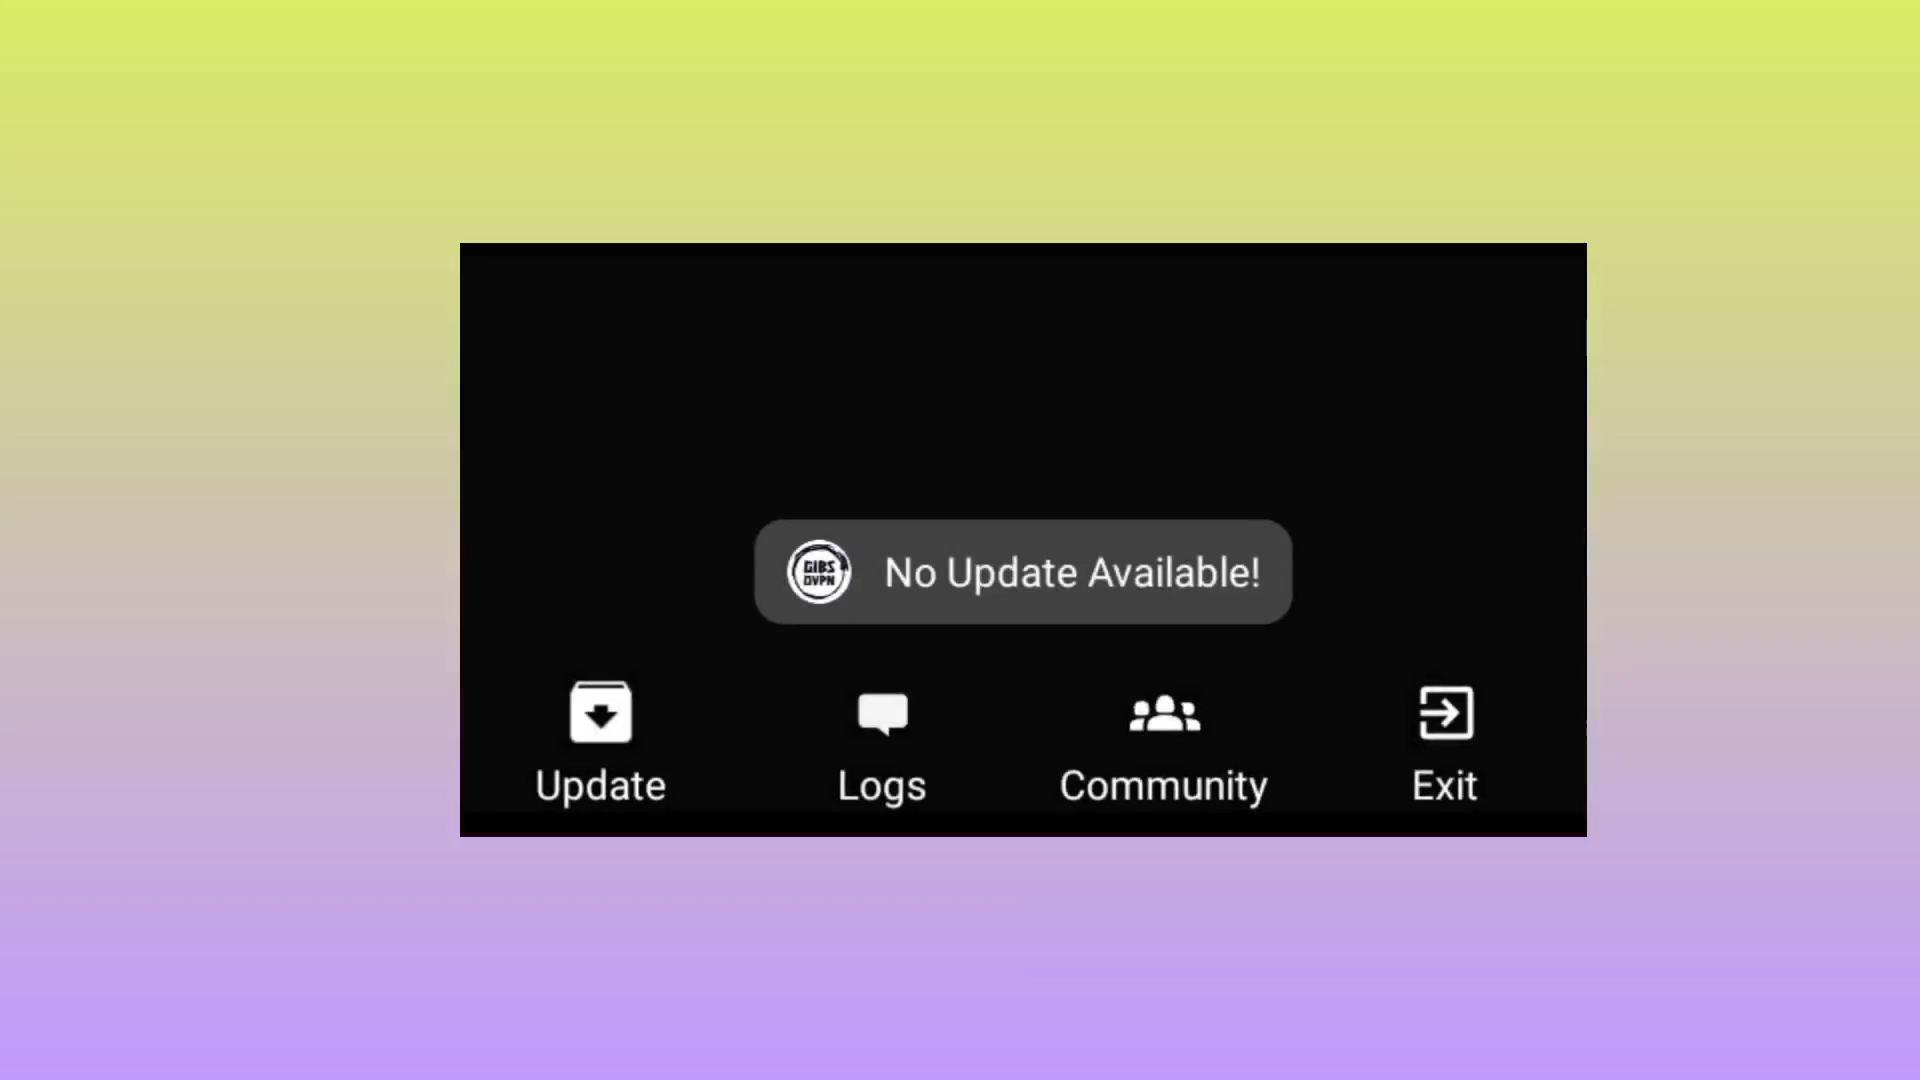 GIBS
OVPN
No Update Available!
Update
Logs
Community
Exit